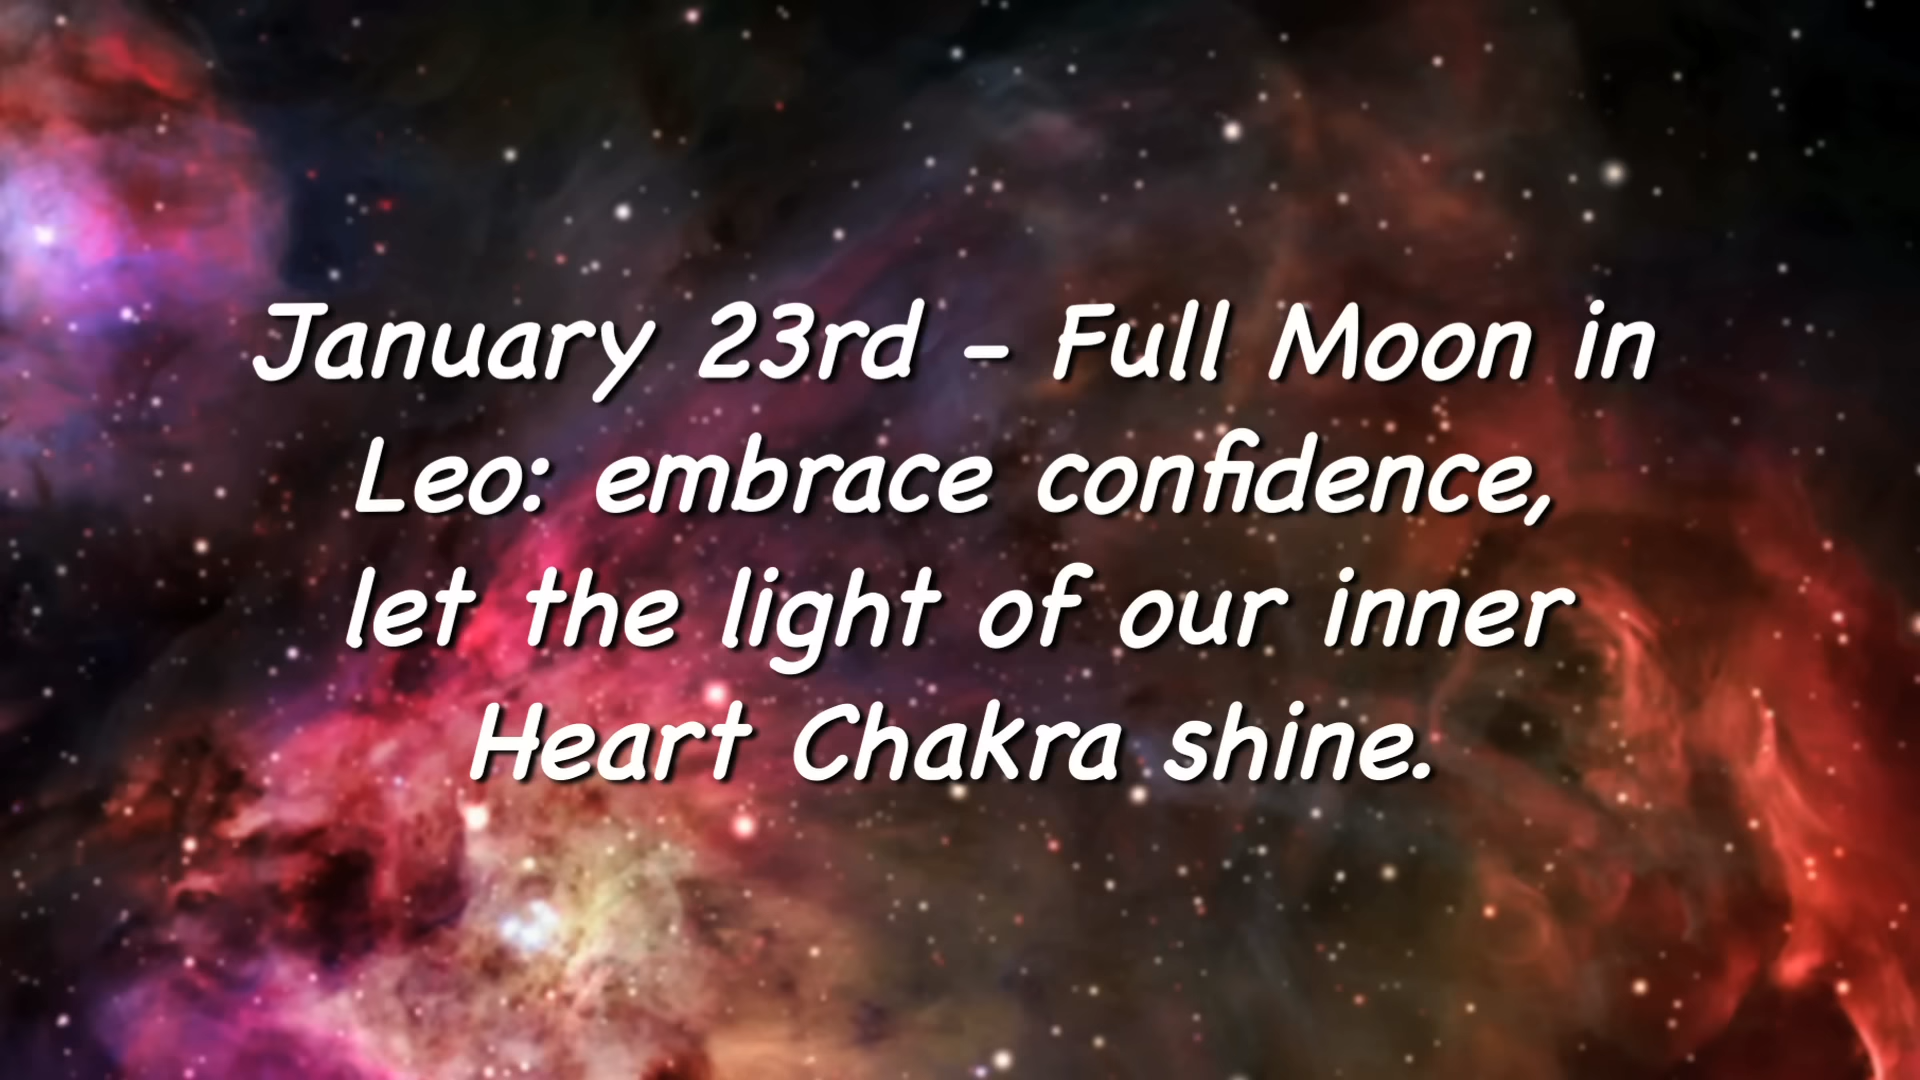 January 23rd - Full Moon in
Leo: embrace confidence,
let the light of our inner
Heart Chakra shine.